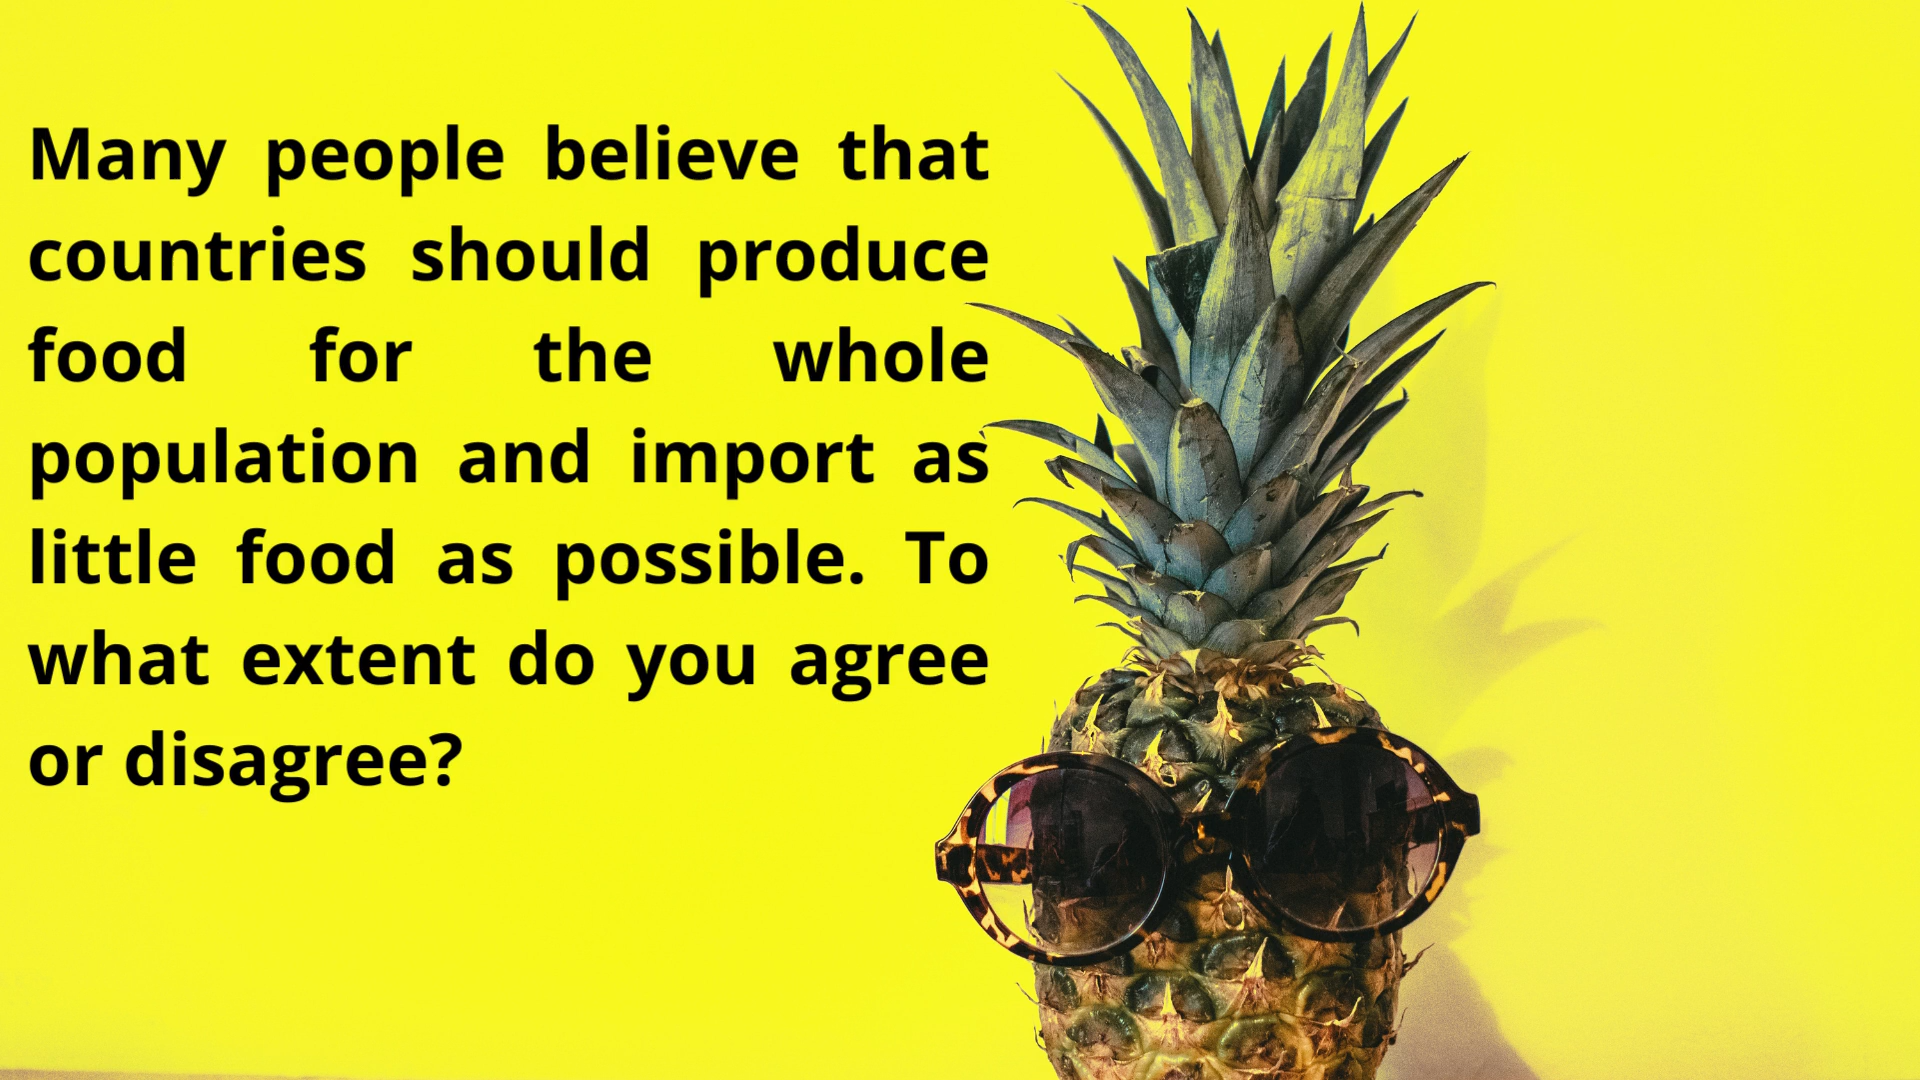 Many people believe that
countries should produce
food for the whole
population and import as
little food as possible. To
what extent do you agree
or disagree?